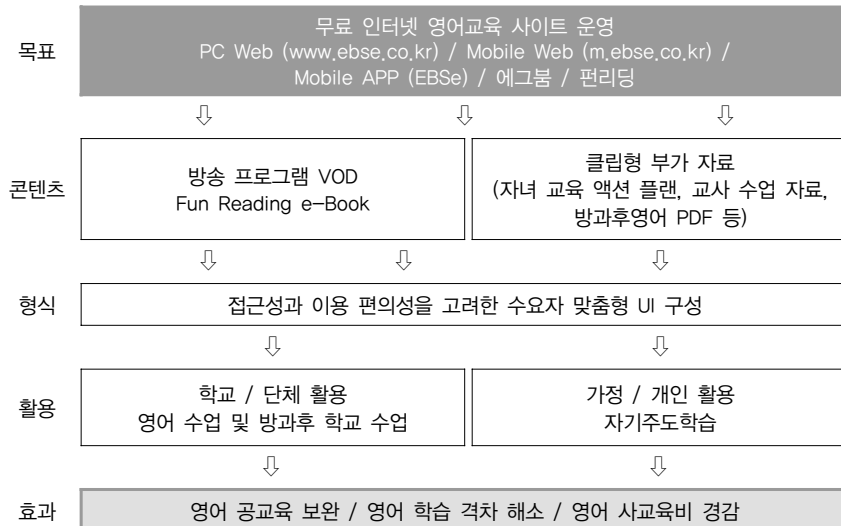 목표
무료 인터넷 영어교육 사이트 운영
PC Web (www.ebse.co.kr) / Mobile Web (m.ebse.co.kr) /
Mobile APP (EBSe) / 에그붐 / 펀리딩
콘텐츠
방송 프로그램 VOD
Fun Reading e-Book
클립형 부가 자료
(자녀 교육 액션 플랜, 교사 수업 자료,
방과후영어 PDF 등)
형식
접근성과 이용 편의성을 고려한 수요자 맞춤형 UI 구성
활용
학교 / 단체 활용
영어 수업 및 방과후 학교 수업
가정 / 개인 활용
자기주도학습
효과
영어 공교육 보완 / 영어 학습 격차 해소 / 영어 사교육비 경감